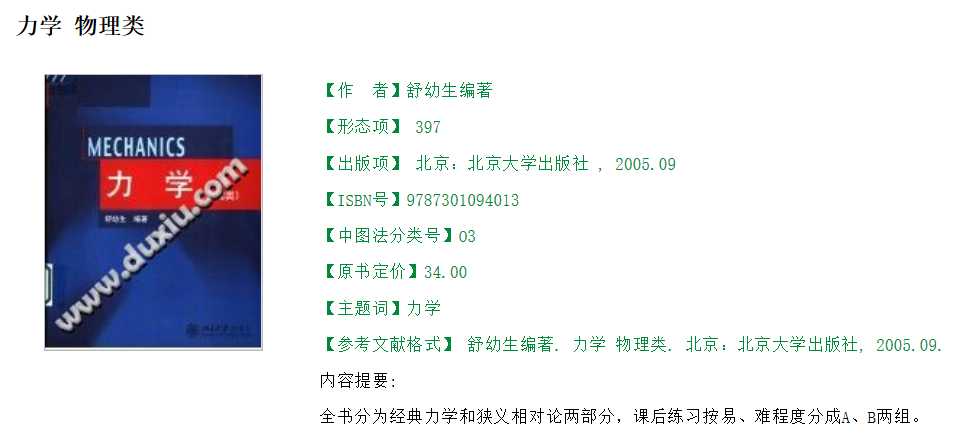 力学 物理类
MECHANICS
力 学
舒幼生 编著
www.duxiu.com
【作　者】舒幼生编著
【形态项】 397
【出版项】 北京：北京大学出版社 , 2005.09
【ISBN号】9787301094013
【中图法分类号】O3
【原书定价】34.00
【主题词】力学
【参考文献格式】 舒幼生编著. 力学 物理类. 北京：北京大学出版社, 2005.09.
内容提要:
全书分为经典力学和狭义相对论两部分，课后练习按易、难程度分成A、B两组。